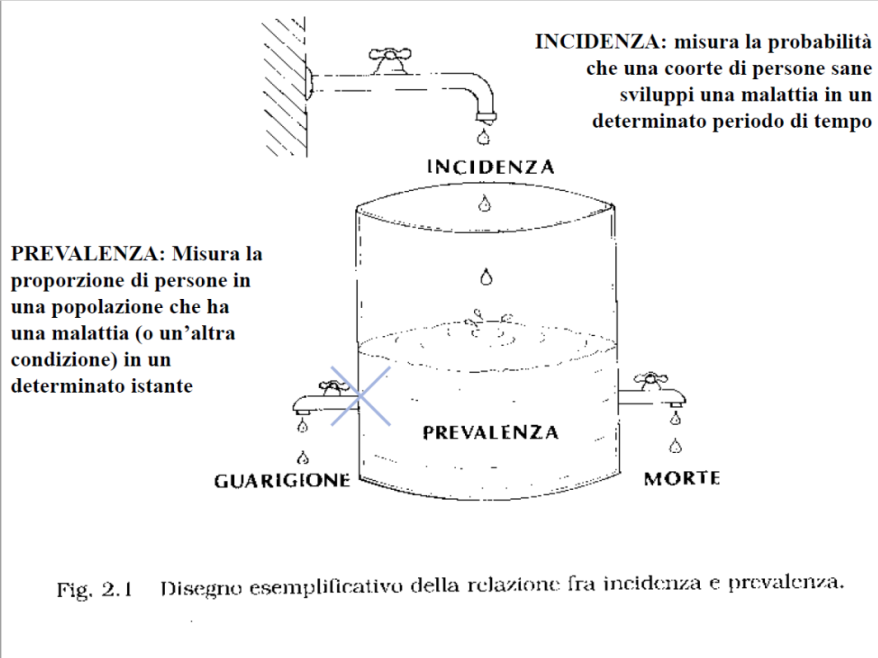 INCIDENZA: misura la probabilità
che una coorte di persone sane
sviluppi una malattia in un
determinato periodo di tempo
INCIDENZA
PREVALENZA: Misura la
proporzione di persone in
una popolazione che ha
una malattia (o un'altra
condizione) in un
determinato istante
PREVALENZA
GUARIGIONE
MORTE
Fig. 2.1 Disegno esemplificativo della relazione fra incidenza e prevalenza.